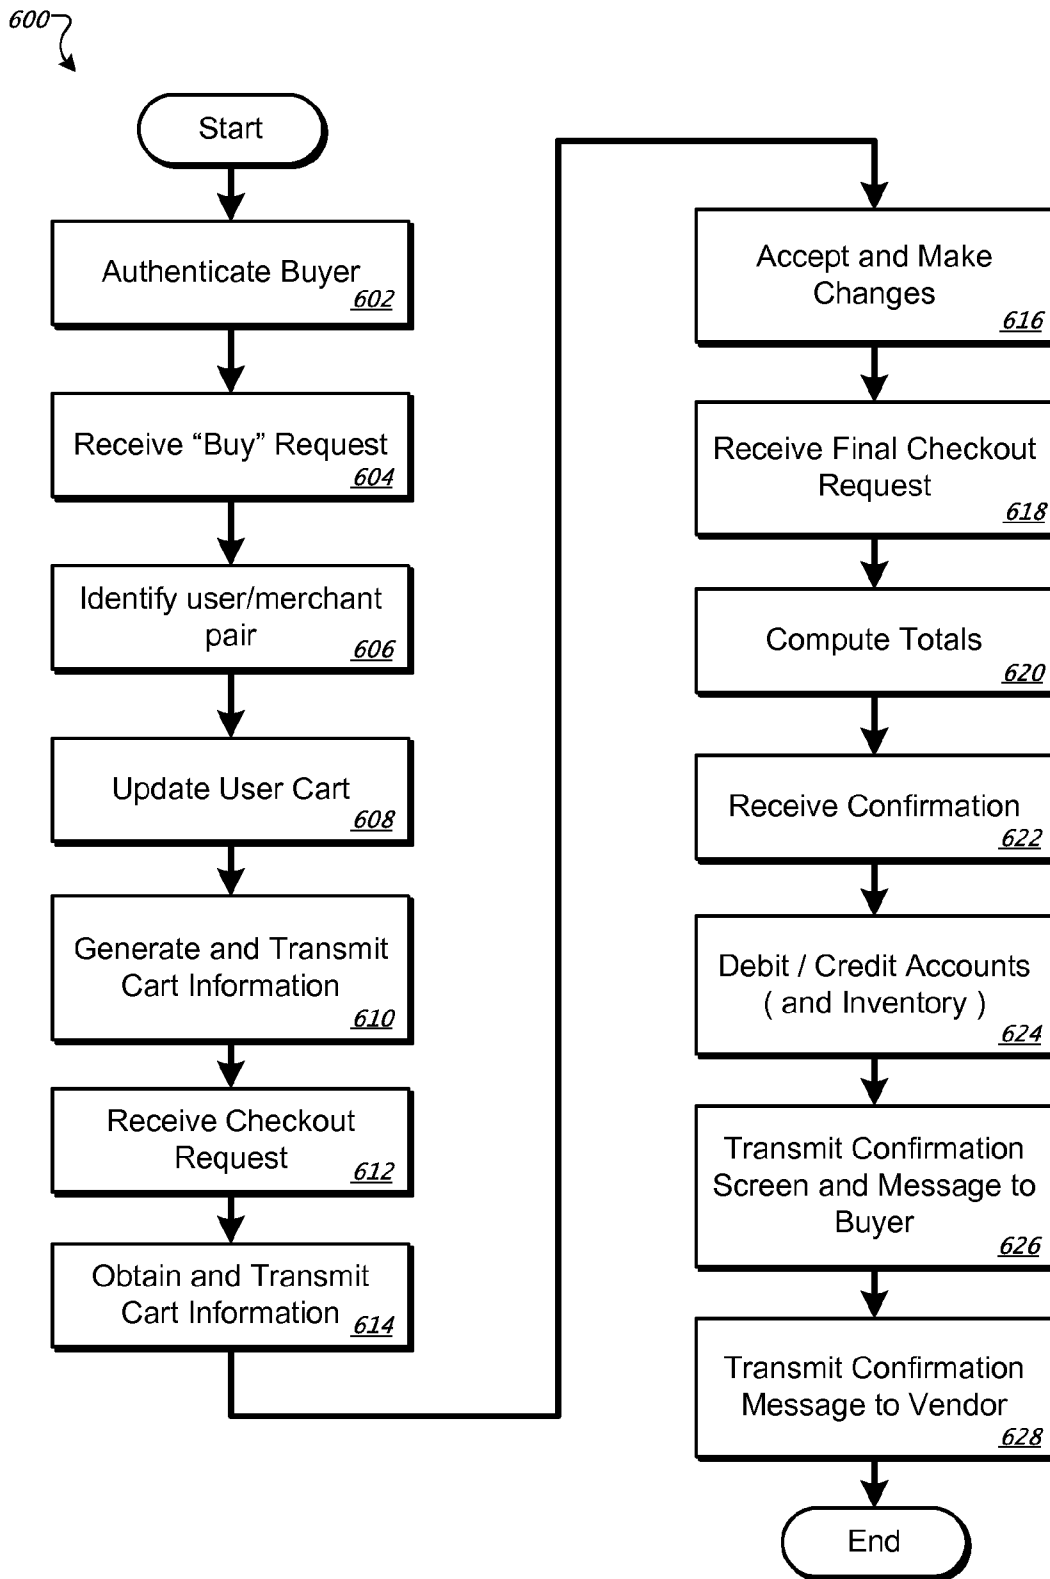 600
Start
Authenticate Buyer
602
Receive “Buy” Request
604
Identify user/merchant
pair
606
Update User Cart
608
Generate and Transmit
Cart Information
610
Receive Checkout
Request
612
Obtain and Transmit
Cart Information
614
Accept and Make
Changes
616
Receive Final Checkout
Request
618
Compute Totals
620
Receive Confirmation
622
Debit / Credit Accounts
( and Inventory )
624
Transmit Confirmation
Screen and Message to
Buyer
626
Transmit Confirmation
Message to Vendor
628
End